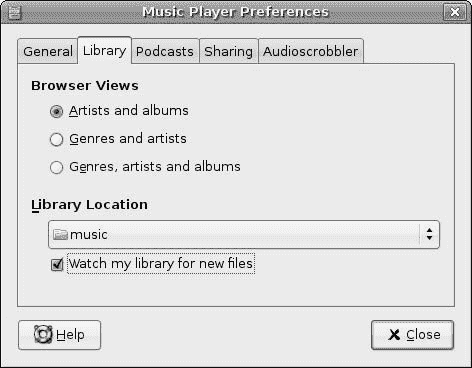 Music Player Preferences
General Library Podcasts Sharing Audioscrobbler
Browser Views
Artists and albums
Genres and artists
Genres, artists and albums
Library Location
music
Watch my library for new files
Help Close